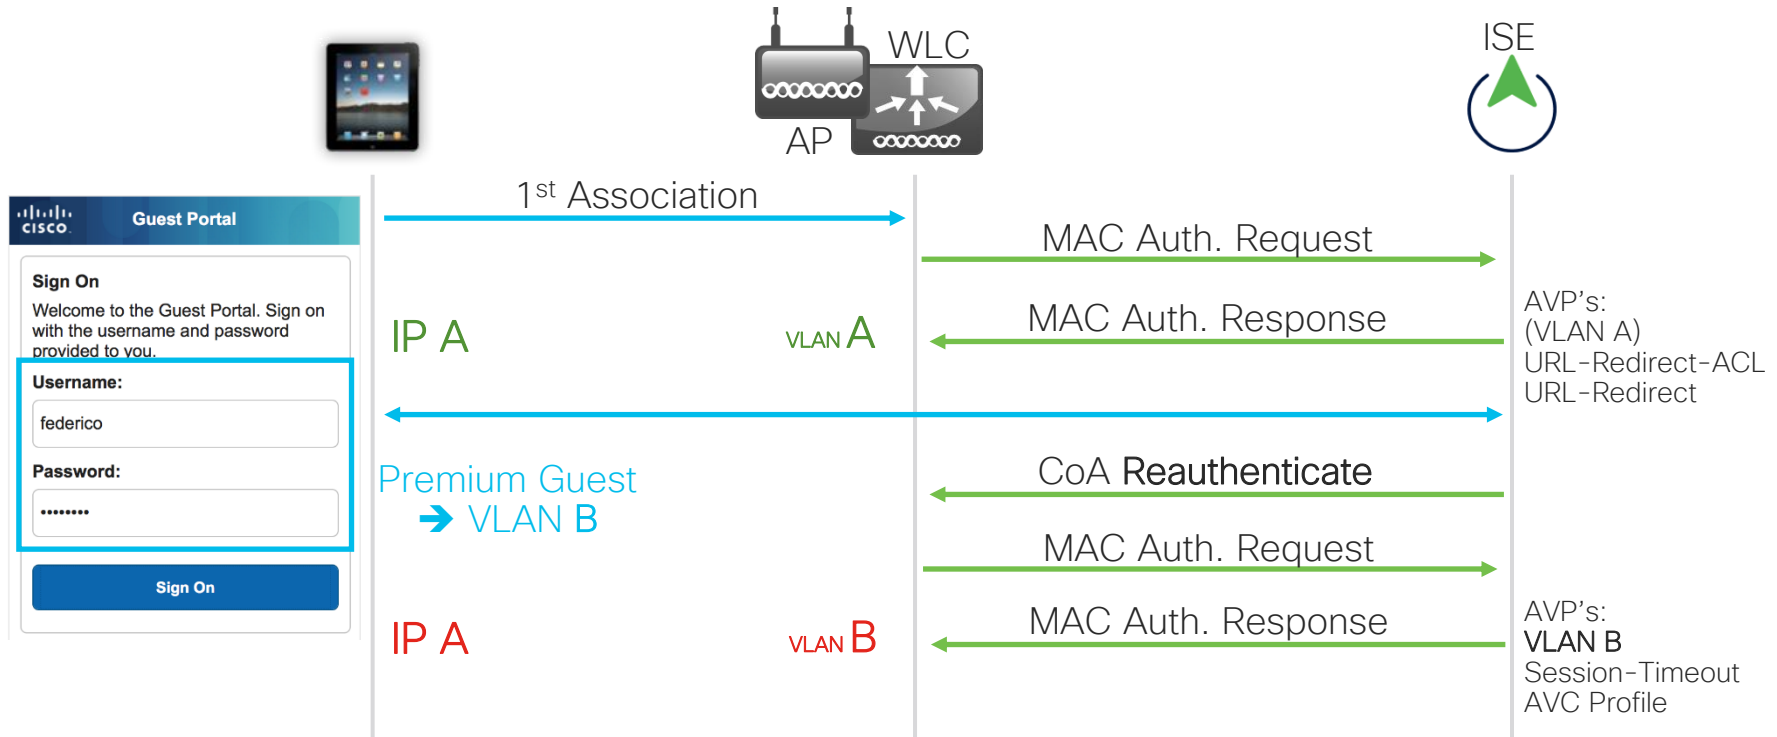 WLC
ISE
AP
CISCO
Guest Portal
Sign On
Welcome to the Guest Portal. Sign on
with the username and password
provided to you.
Username:
federico
Password:
••••••••
Sign On
1st Association
MAC Auth. Request
IP A
VLAN A
MAC Auth. Response
AVP's:
(VLAN A)
URL-Redirect-ACL
URL-Redirect
Premium Guest
➔ VLAN B
CoA Reauthenticate
MAC Auth. Request
IP A
VLAN B
MAC Auth. Response
AVP's:
VLAN B
Session-Timeout
AVC Profile